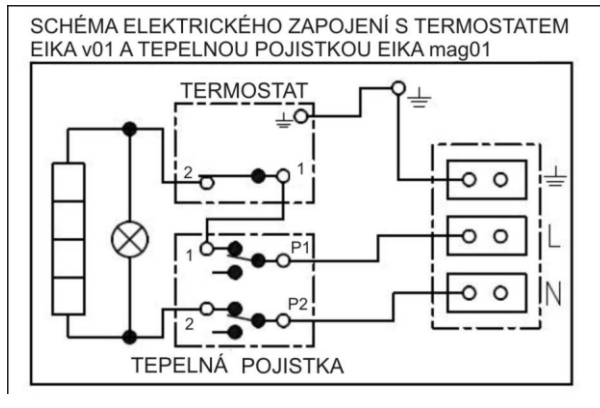 SCHÉMA ELEKTRICKÉHO ZAPOJENÍ S TERMOSTATEM
EIKA v01 A TEPELNOU POJISTKOU EIKA mag01
TERMOSTAT
2
1
1
P1
L
P2
N
2
TEPELNÁ POJISTKA